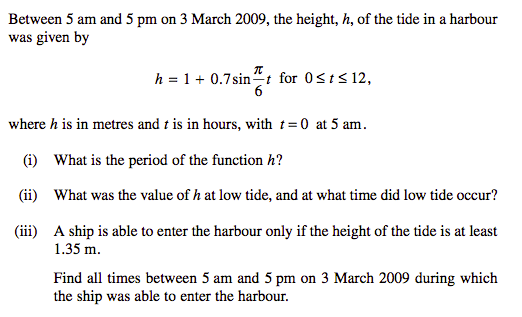 Between 5 am and 5 pm on 3 March 2009, the height, h, of the tide in a harbour
was given by
h = 1 + 0.7 sin π/6 t for 0 ≤ t ≤ 12,
where h is in metres and t is in hours, with t = 0 at 5 am.
(i) What is the period of the function h?
(ii) What was the value of h at low tide, and at what time did low tide occur?
(iii) A ship is able to enter the harbour only if the height of the tide is at least
1.35 m.
Find all times between 5 am and 5 pm on 3 March 2009 during which
the ship was able to enter the harbour.